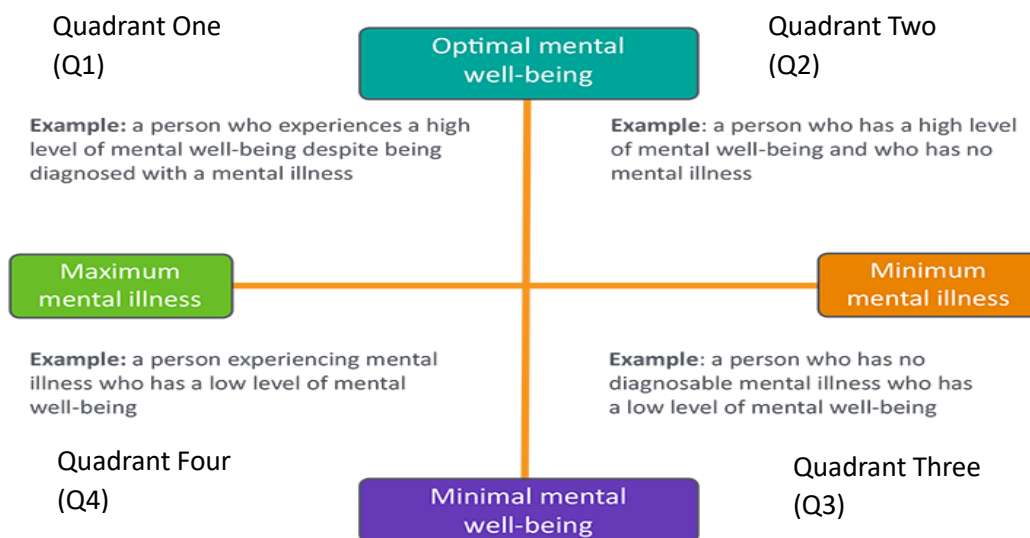 Quadrant One
(Q1)
Optimal mental
well-being
Quadrant Two
(Q2)
Example: a person who experiences a high
level of mental well-being despite being
diagnosed with a mental illness
Example: a person who has a high level
of mental well-being and who has no
mental illness
Maximum
mental illness
Minimum
mental illness
Example: a person experiencing mental
illness who has a low level of mental
well-being
Example: a person who has no
diagnosable mental illness who has
a low level of mental well-being
Quadrant Four
(Q4)
Minimal mental
well-being
Quadrant Three
(Q3)